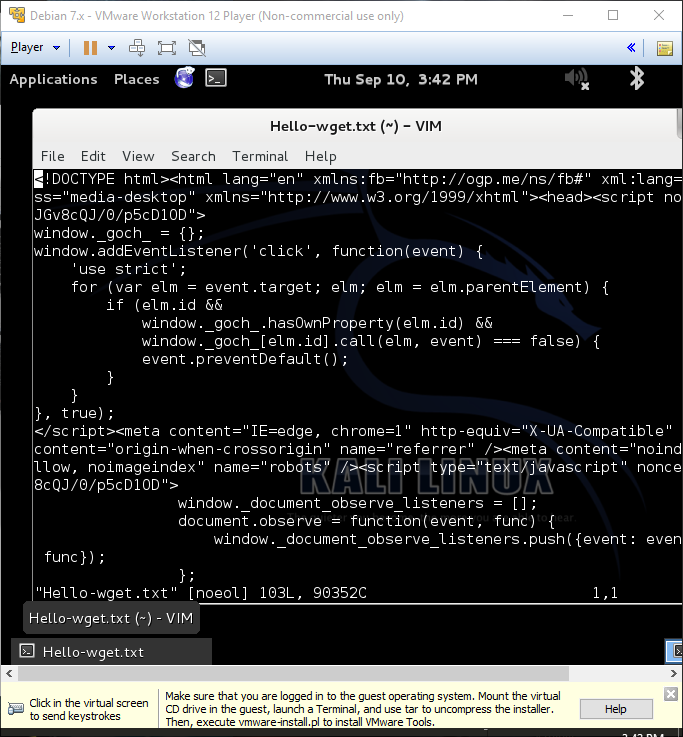 Debian 7.x - VMware Workstation 12 Player (Non-commercial use only)
Player
Applications Places Thu Sep 10, 3:42 PM
Hello-wget.txt (~) - VIM
File Edit View Search Terminal Help
<!DOCTYPE html><html lang="en" xmlns:fb="http://ogp.me/ns/fb#" xml:lang=
ss="media-desktop" xmlns="http://www.w3.org/1999/xhtml"><head><script no
JGv8cQJ/0/p5cD1OD">
window._goch_ = {};
window.addEventListener('click', function(event) {
    'use strict';
    for (var elm = event.target; elm; elm = elm.parentElement) {
        if (elm.id &&
            window._goch_.hasOwnProperty(elm.id) &&
            window._goch_[elm.id].call(elm, event) === false) {
            event.preventDefault();
        }
    }
}, true);
</script><meta content="IE=edge, chrome=1" http-equiv="X-UA-Compatible"
content="origin-when-crossorigin" name="referrer" /><meta content="noind
llow, noimageindex" name="robots" /><script type="text/javascript" nonce
8cQJ/0/p5cD1OD">
KALI LINUX
                window._document_observe_listeners = [];
                document.observe = function(event, func) {
                    window._document_observe_listeners.push({event: even
 func});
                };
"Hello-wget.txt" [noeol] 103L, 90352C 1,1
Hello-wget.txt (~) - VIM
Hello-wget.txt
Click in the virtual screen
to send keystrokes
Make sure that you are logged in to the guest operating system. Mount the virtual
CD drive in the guest, launch a Terminal, and use tar to uncompress the installer.
Then, execute vmware-install.pl to install VMware Tools.
Help
3:42 PM